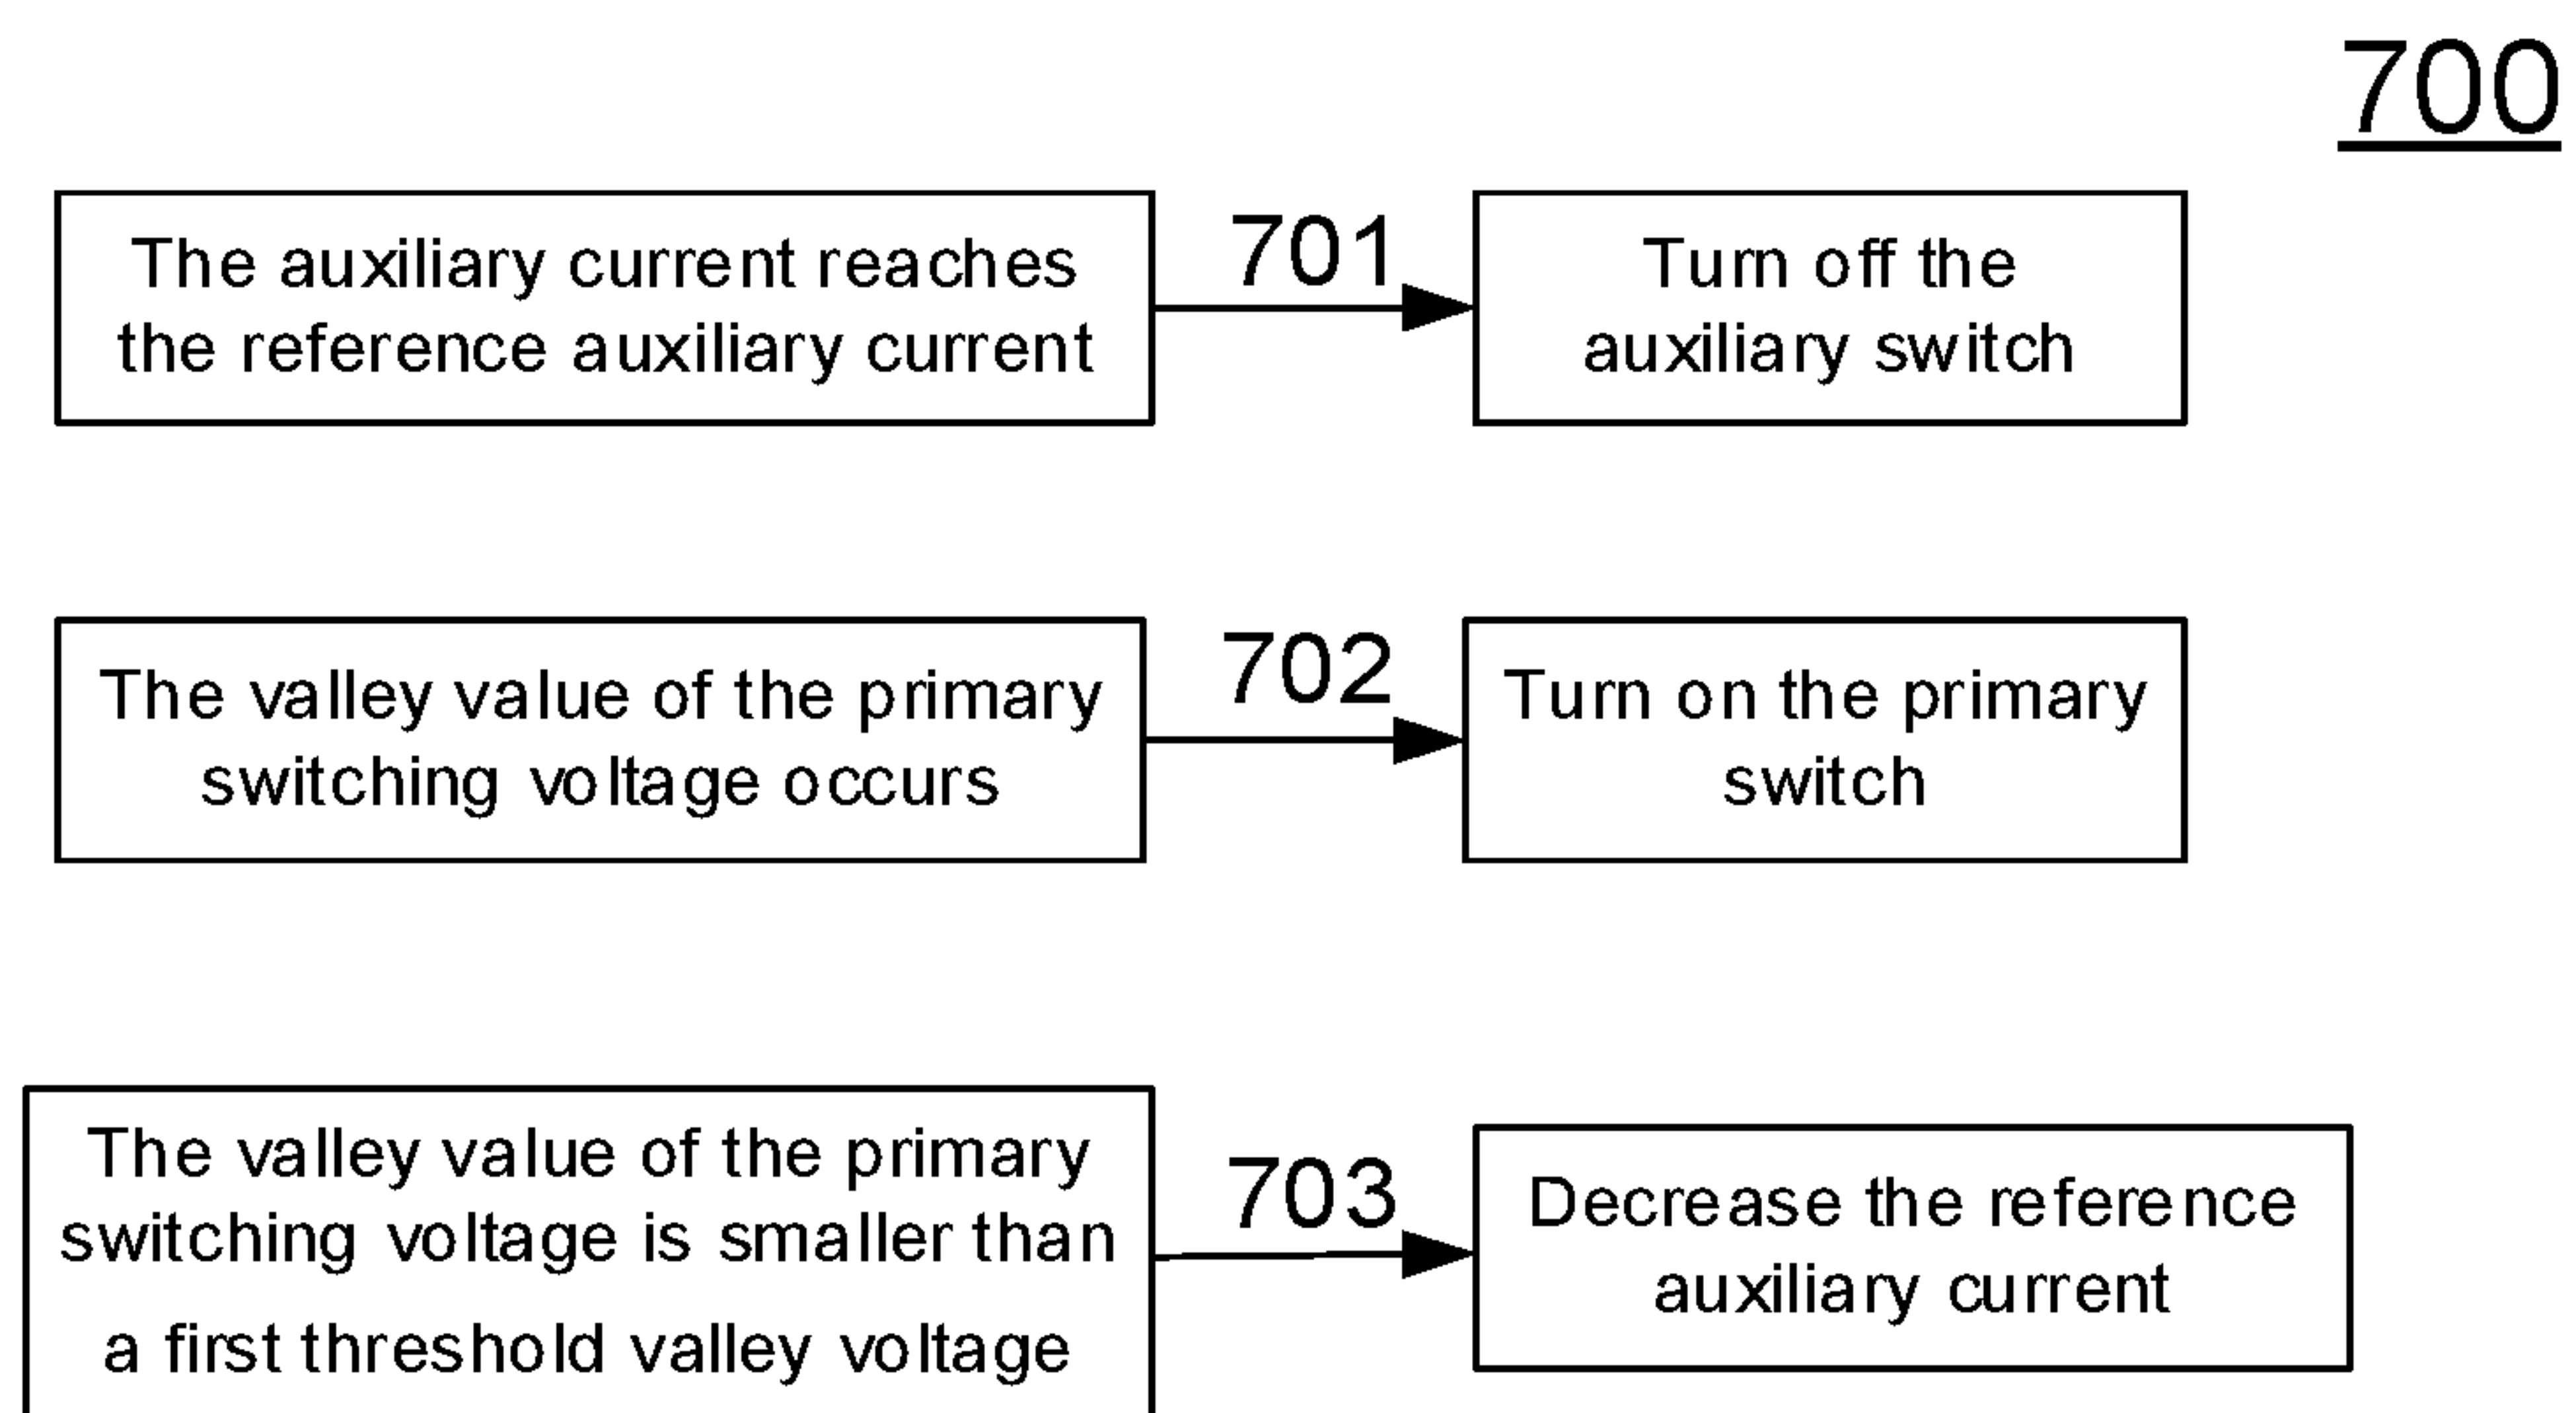 700
The auxiliary current reaches
the reference auxiliary current
701
Turn off the
auxiliary switch
The valley value of the primary
switching voltage occurs
702
Turn on the primary
switch
The valley value of the primary
switching voltage is smaller than
a first threshold valley voltage
703
Decrease the reference
auxiliary current